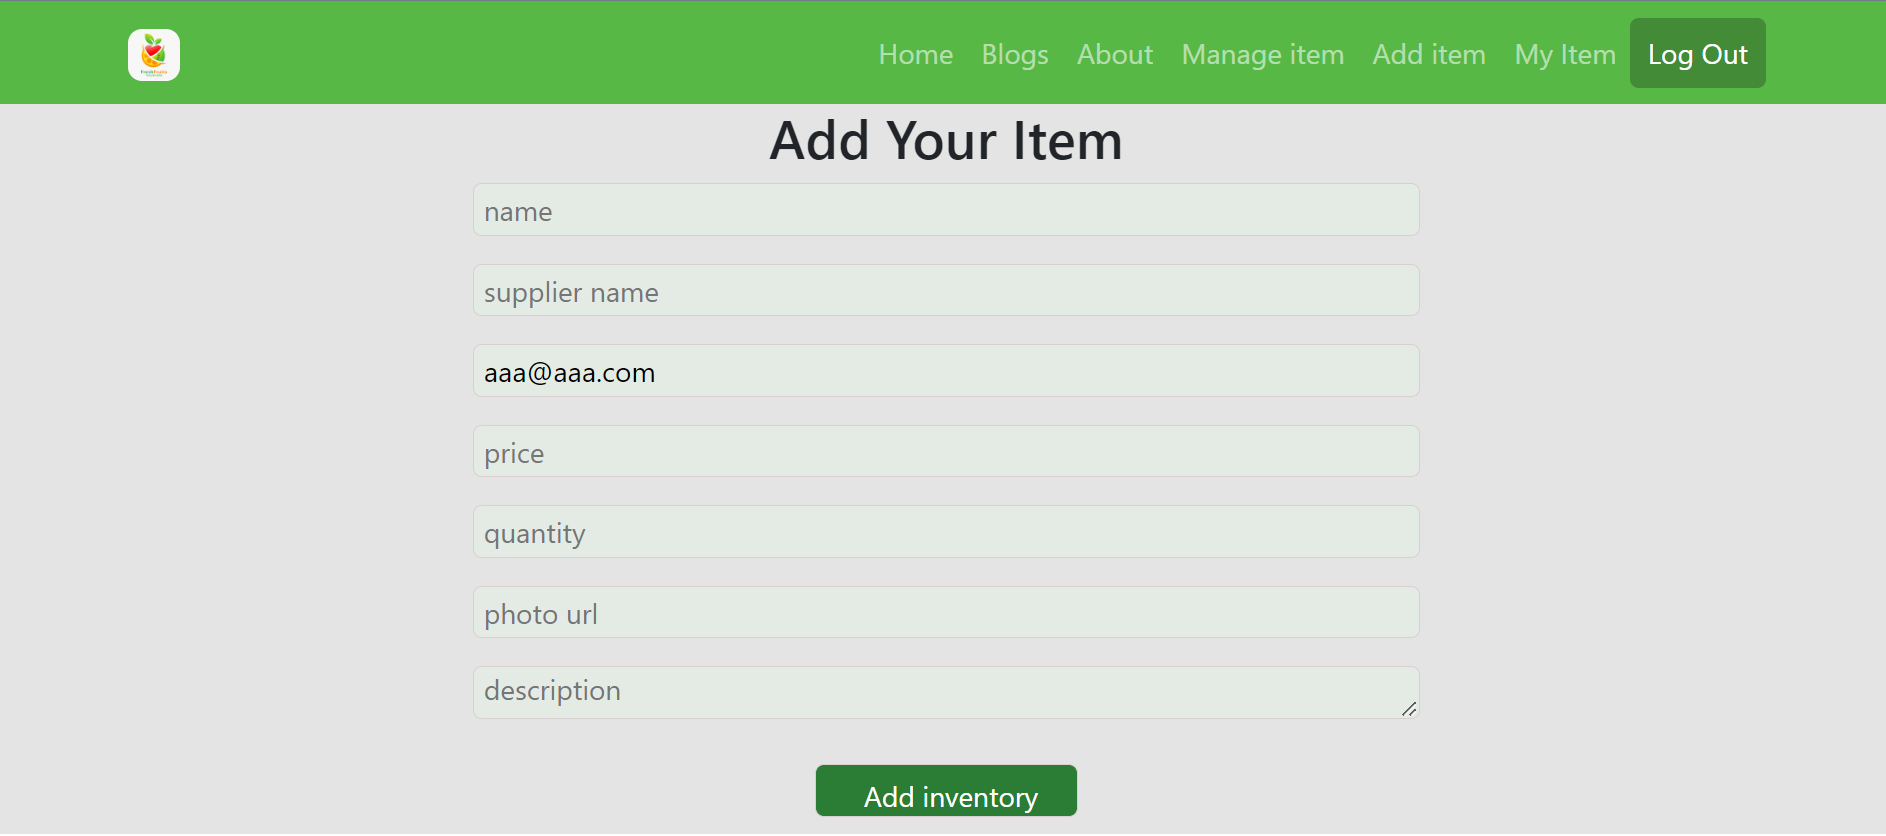 Home Blogs About Manage item Add item My Item Log Out
Add Your Item
name
supplier name
aaa@aaa.com
price
quantity
photo url
description
Add inventory